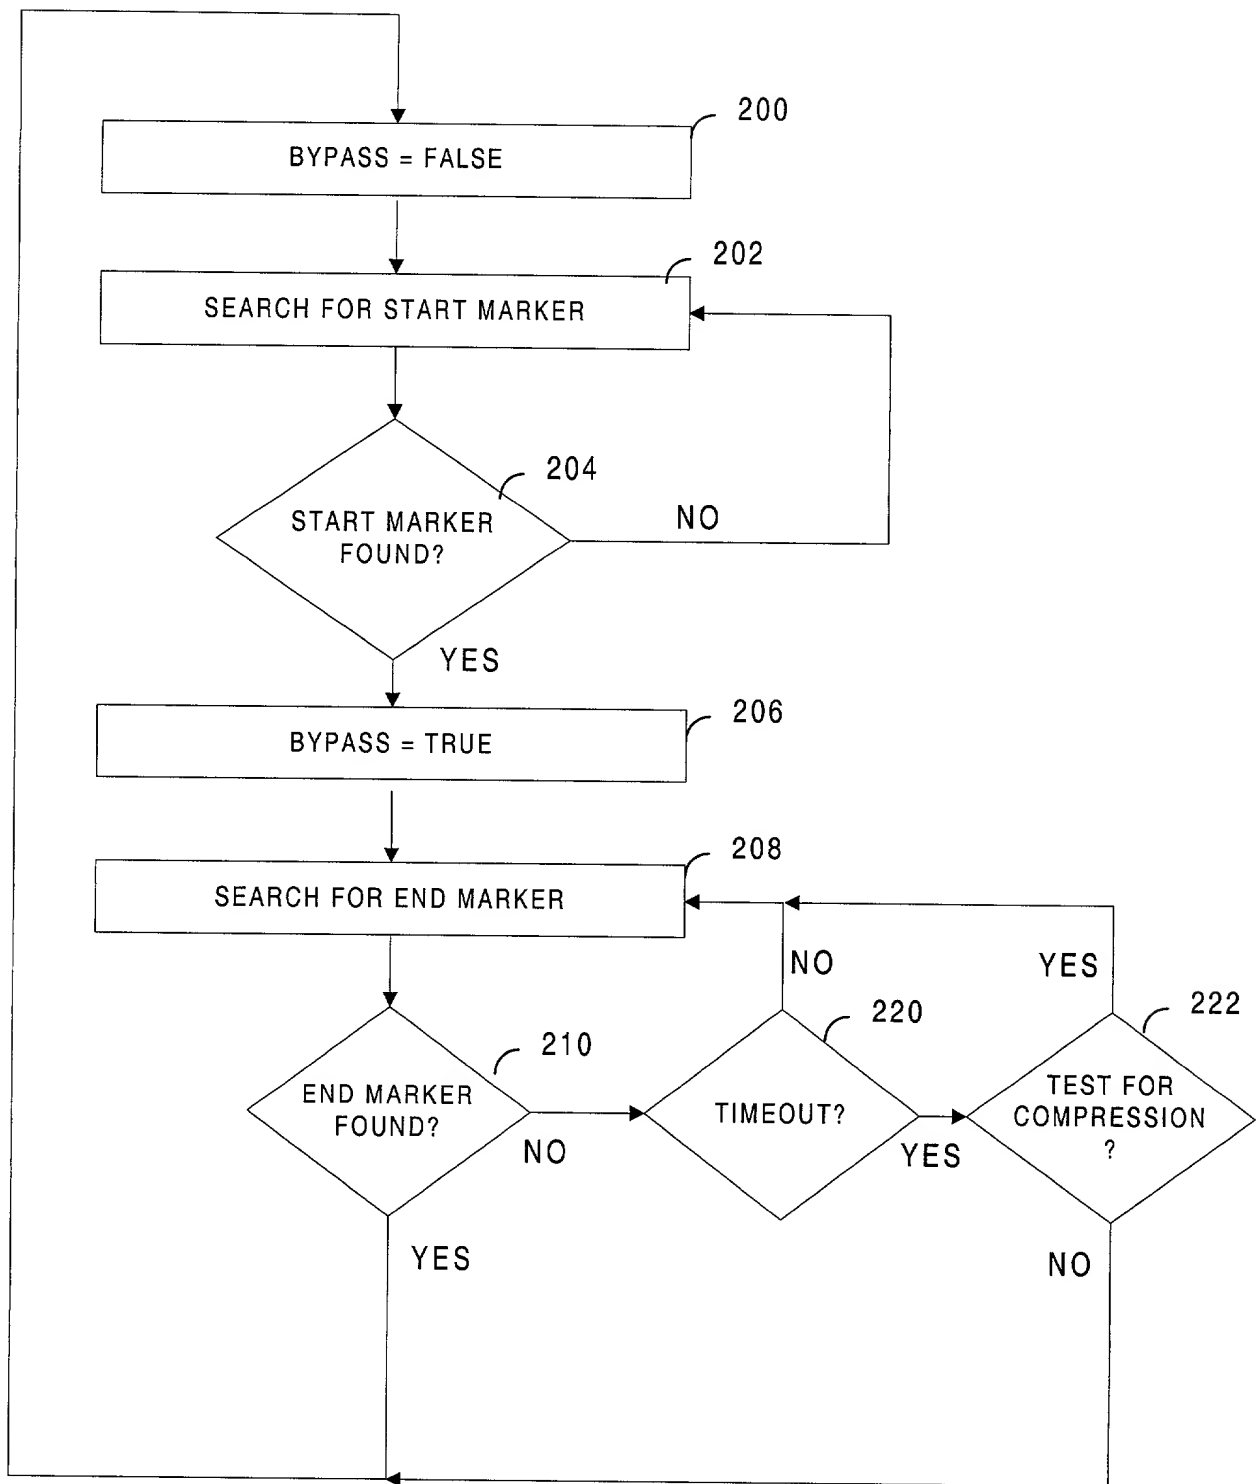 200
BYPASS = FALSE
202
SEARCH FOR START MARKER
204
START MARKER
FOUND?
NO
YES
206
BYPASS = TRUE
208
SEARCH FOR END MARKER
NO
YES
210
220
222
END MARKER
FOUND?
NO
TIMEOUT?
YES
TEST FOR
COMPRESSION
?
YES
NO